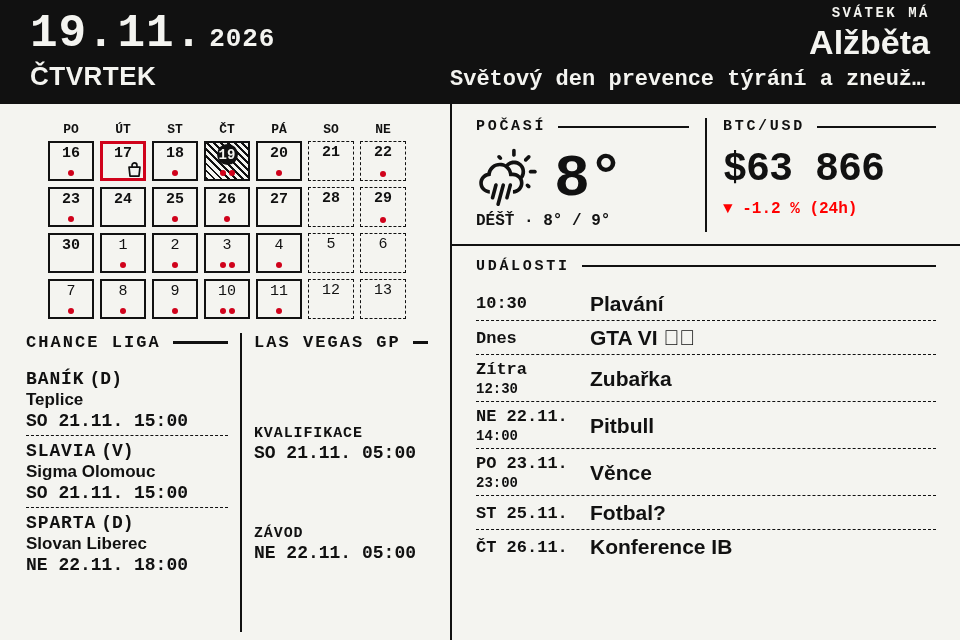 19.11. 2026
ČTVRTEK
SVÁTEK MÁ
Alžběta
Světový den prevence týrání a zneuž…
PO ÚT ST ČT PÁ SO NE
16 17 18 19 20 21 22
23 24 25 26 27 28 29
30 1 2 3 4 5 6
7 8 9 10 11 12 13
CHANCE LIGA
BANÍK (D)
Teplice
SO 21.11. 15:00
SLAVIA (V)
Sigma Olomouc
SO 21.11. 15:00
SPARTA (D)
Slovan Liberec
NE 22.11. 18:00
LAS VEGAS GP
KVALIFIKACE
SO 21.11. 05:00
ZÁVOD
NE 22.11. 05:00
POČASÍ
8°
DÉŠŤ · 8° / 9°
BTC/USD
$63 866
▼ -1.2 % (24h)
UDÁLOSTI
10:30 Plavání
Dnes GTA VI
Zítra 12:30 Zubařka
NE 22.11. 14:00 Pitbull
PO 23.11. 23:00 Věnce
ST 25.11. Fotbal?
ČT 26.11. Konference IB